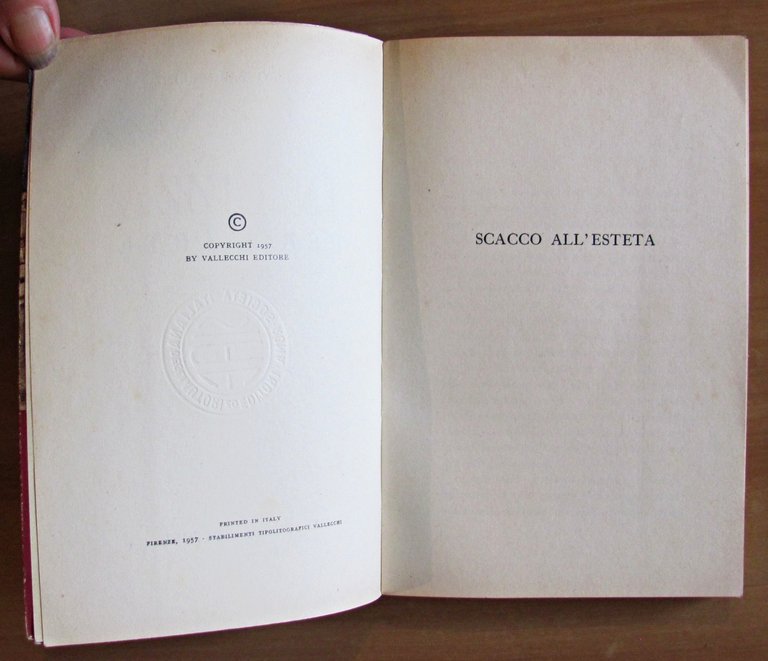 ©
COPYRIGHT 1957
BY VALLECCHI EDITORE
PRINTED IN ITALY
FIRENZE, 1957 - STABILIMENTI TIPOLITOGRAFICI VALLECCHI
SCACCO ALL'ESTETA